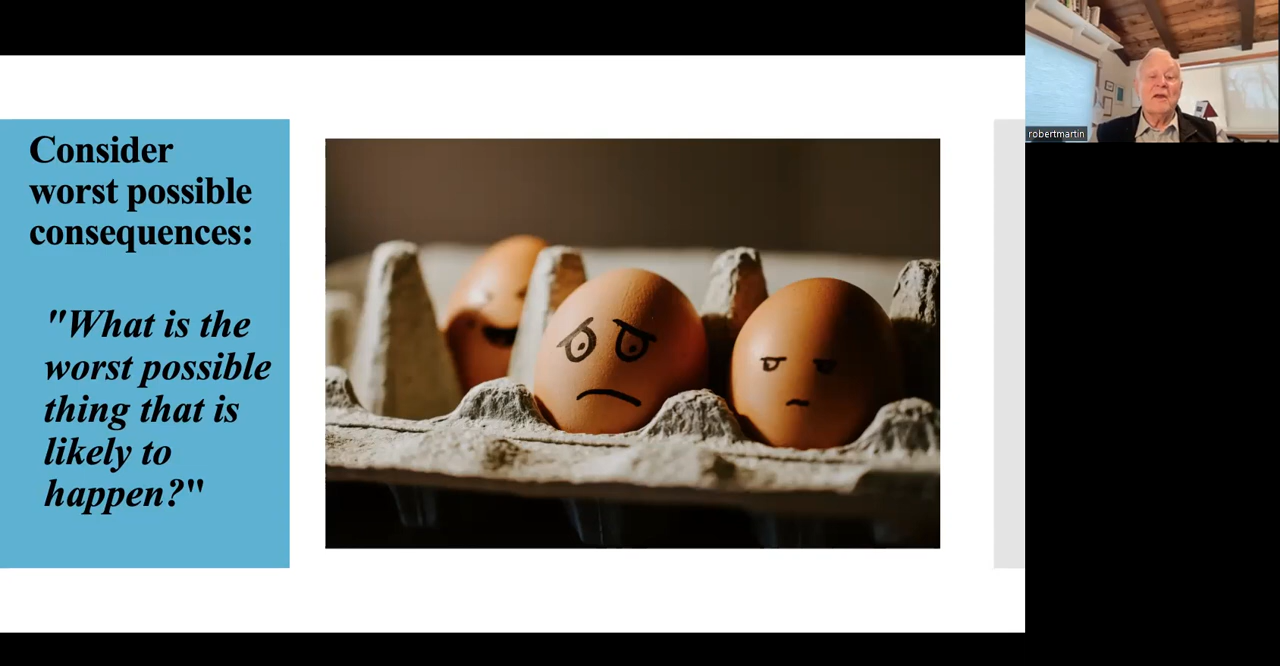 Consider
worst possible
consequences:
"What is the
worst possible
thing that is
likely to
happen?"
robertmartin